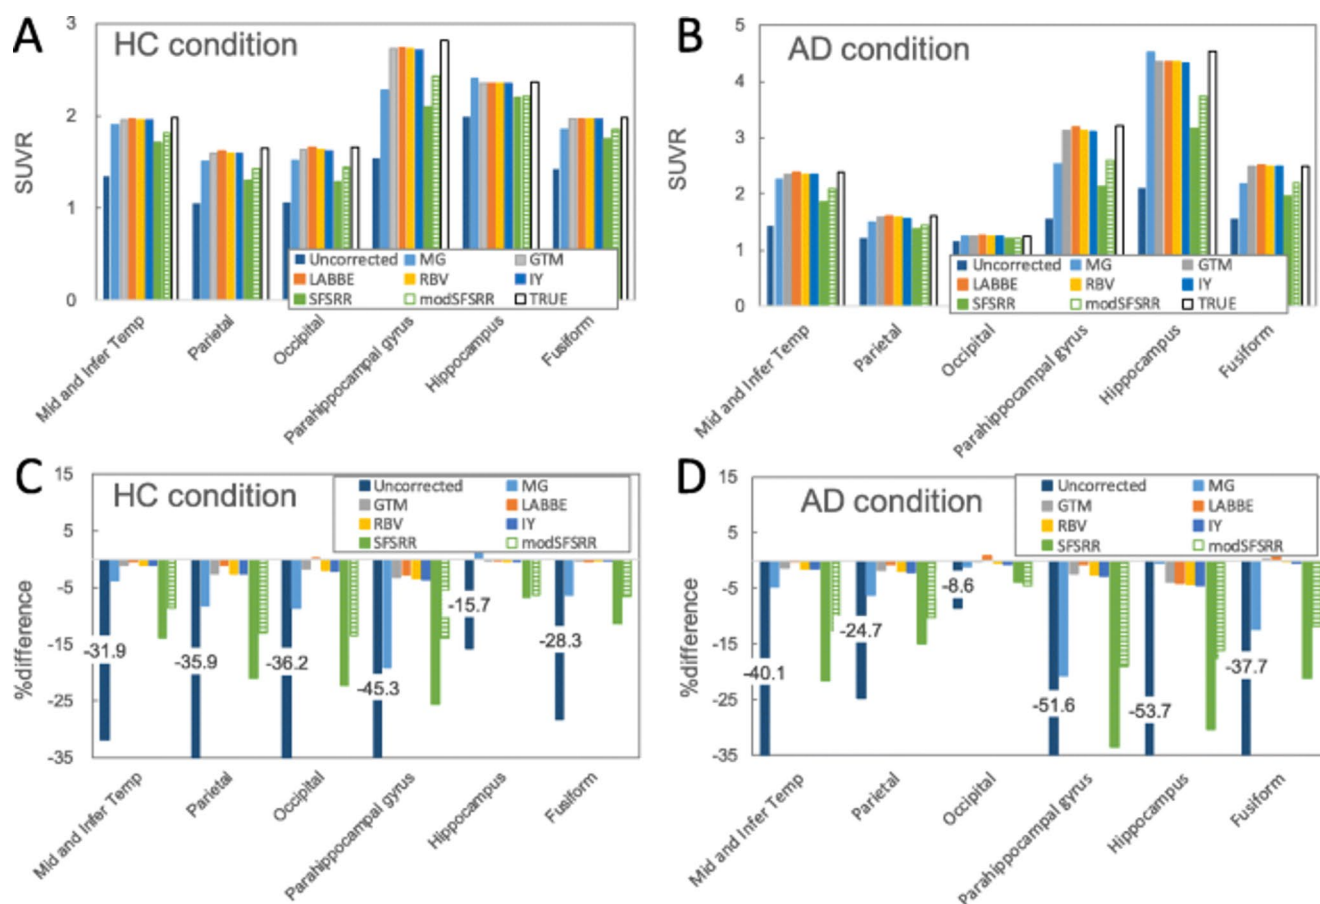 A
HC condition
3
2
1
0
SUVR
Uncorrected MG GTM
LABBE RBV IY
SFSRR modSFSRR TRUE
Mid and Infer Temp
Parietal
Occipital
Parahippocampal gyrus
Hippocampus
Fusiform
B
AD condition
5
4
3
2
1
0
SUVR
Uncorrected MG GTM
LABBE RBV IY
SFSRR modSFSRR TRUE
Mid and Infer Temp
Parietal
Occipital
Parahippocampal gyrus
Hippocampus
Fusiform
C
HC condition
15
5
-5
-15
-25
-35
%difference
Uncorrected MG
GTM LABBE
RBV IY
SFSRR modSFSRR
-31.9
-35.9
-36.2
-45.3
-15.7
-28.3
Mid and Infer Temp
Parietal
Occipital
Parahippocampal gyrus
Hippocampus
Fusiform
D
AD condition
15
5
-5
-15
-25
-35
%difference
Uncorrected MG
GTM LABBE
RBV IY
SFSRR modSFSRR
-40.1
-24.7
-8.6
-51.6
-53.7
-37.7
Mid and Infer Temp
Parietal
Occipital
Parahippocampal gyrus
Hippocampus
Fusiform